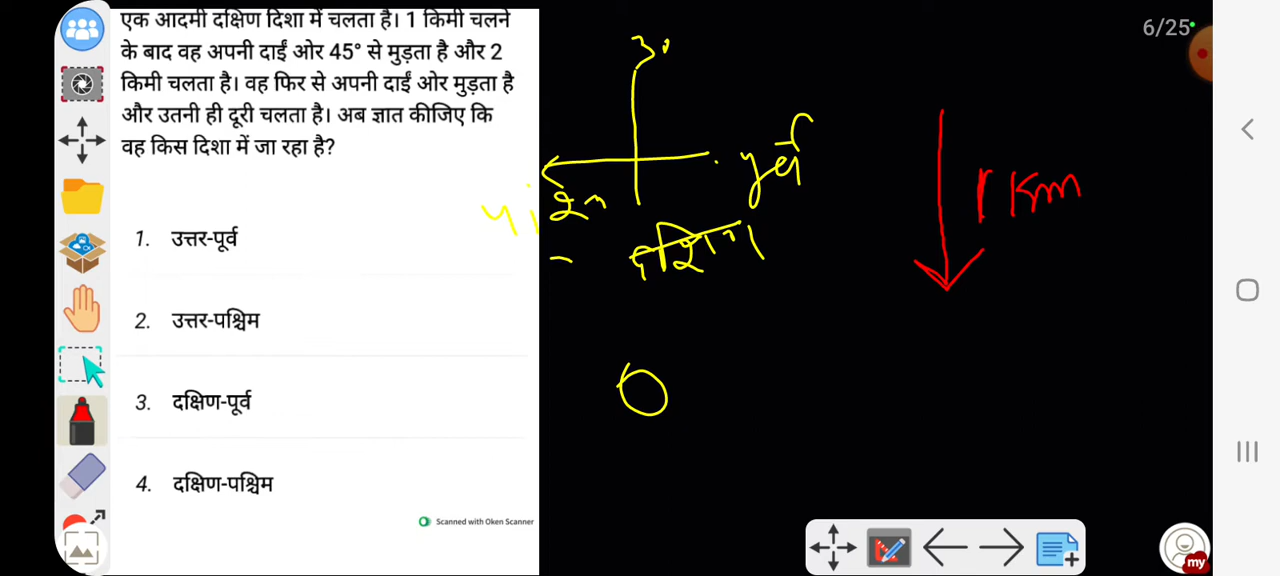 एक आदमी दक्षिण दिशा में चलता है। 1 किमी चलने
के बाद वह अपनी दाईं ओर 45° से मुड़ता है और 2
किमी चलता है। वह फिर से अपनी दाईं ओर मुड़ता है
और उतनी ही दूरी चलता है। अब ज्ञात कीजिए कि
वह किस दिशा में जा रहा है?
1. उत्तर-पूर्व
2. उत्तर-पश्चिम
3. दक्षिण-पूर्व
4. दक्षिण-पश्चिम
Scanned with Oken Scanner
पूर्व
1 Km
6/25
my